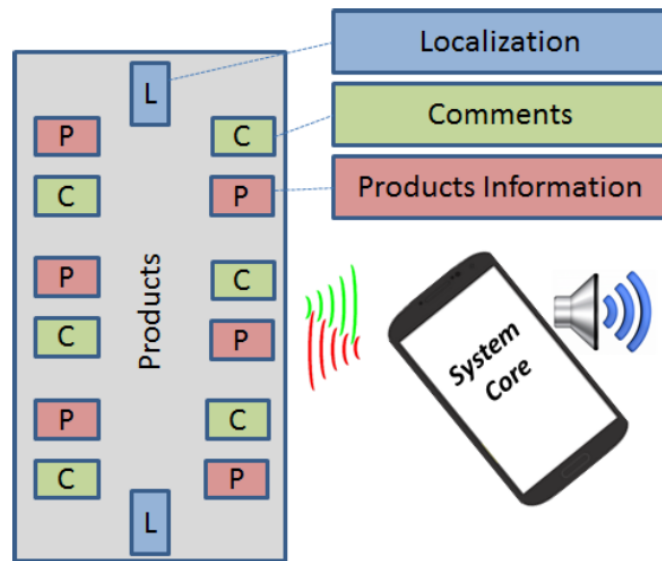 Localization
Comments
Products Information
L
P
C
C
P
P
C
C
P
P
C
C
P
L
Products
System
Core